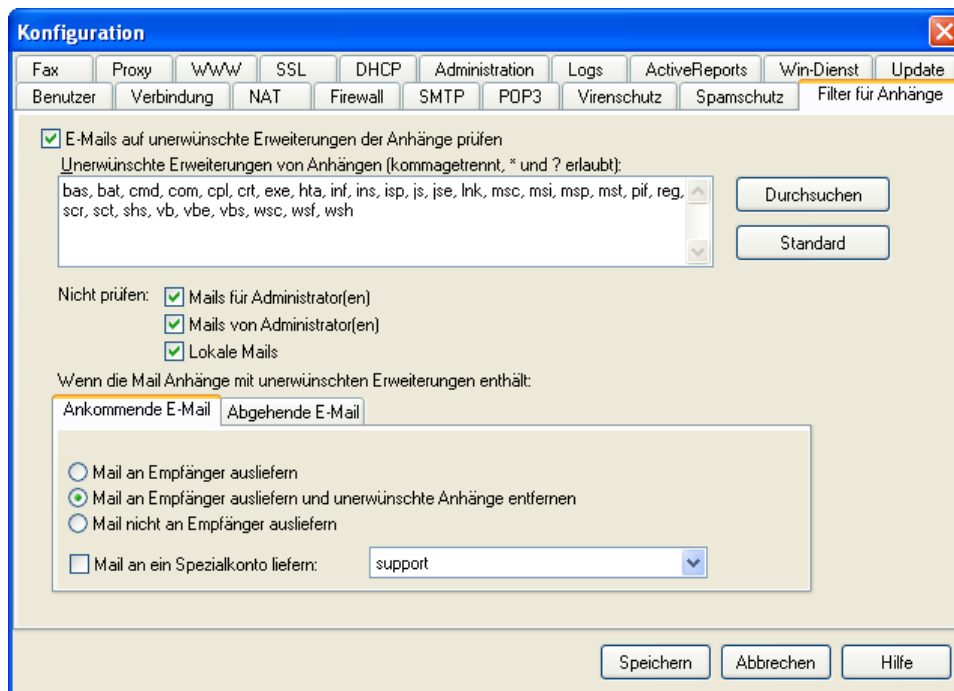 Konfiguration
Fax Proxy WWW SSL DHCP Administration Logs ActiveReports Win-Dienst Update
Benutzer Verbindung NAT Firewall SMTP POP3 Virenschutz Spamschutz Filter für Anhänge
E-Mails auf unerwünschte Erweiterungen der Anhänge prüfen
Unerwünschte Erweiterungen von Anhängen (kommagetrennt, * und ? erlaubt):
bas, bat, cmd, com, cpl, crt, exe, hta, inf, ins, isp, js, jse, lnk, msc, msi, msp, mst, pif, reg,
scr, sct, shs, vb, vbe, vbs, wsc, wsf, wsh
Durchsuchen
Standard
Nicht prüfen: Mails für Administrator(en)
Mails von Administrator(en)
Lokale Mails
Wenn die Mail Anhänge mit unerwünschten Erweiterungen enthält:
Ankommende E-Mail Abgehende E-Mail
Mail an Empfänger ausliefern
Mail an Empfänger ausliefern und unerwünschte Anhänge entfernen
Mail nicht an Empfänger ausliefern
Mail an ein Spezialkonto liefern: support
Speichern Abbrechen Hilfe